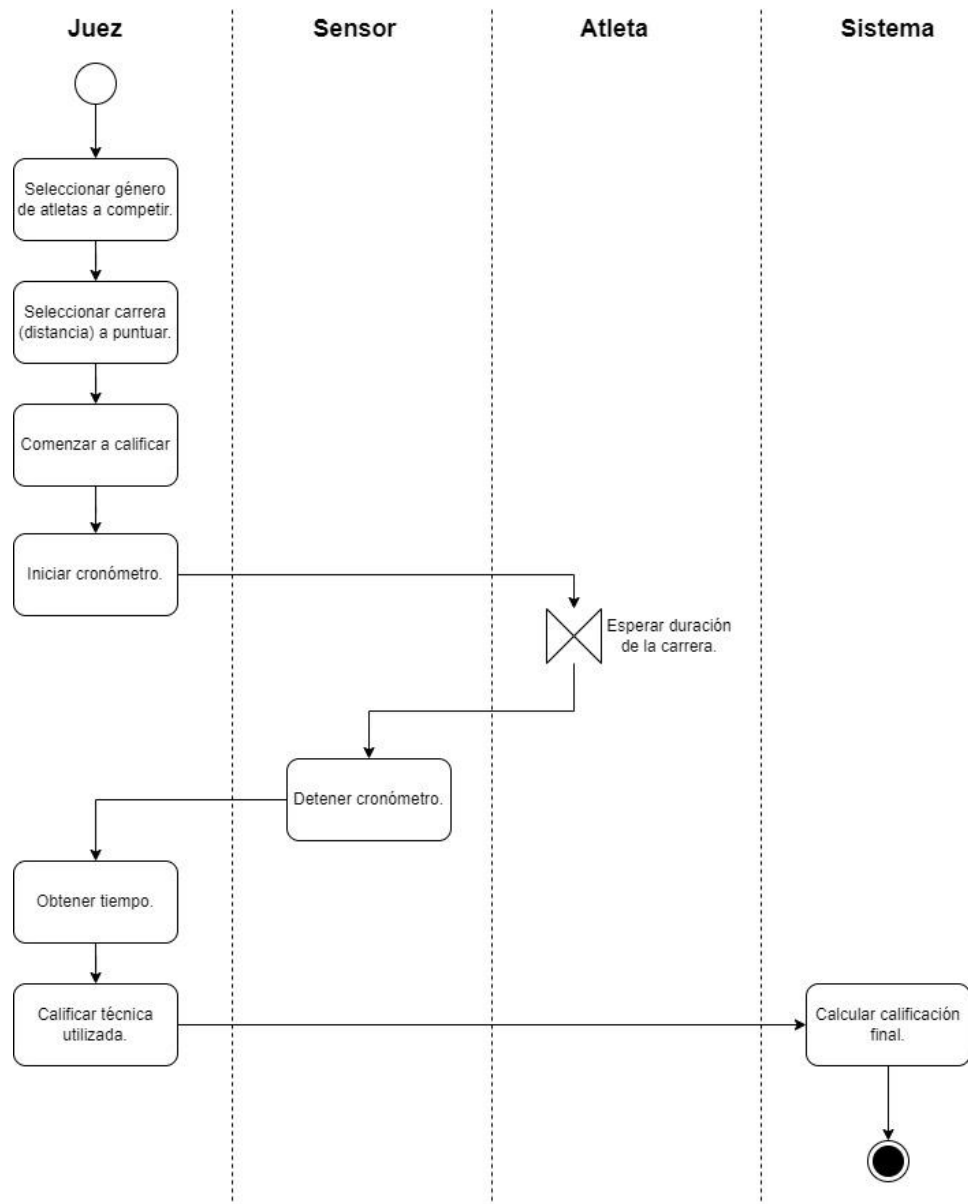 Juez
Sensor
Atleta
Sistema
Seleccionar género
de atletas a competir.
Seleccionar carrera
(distancia) a puntuar.
Comenzar a calificar
Iniciar cronómetro.
Esperar duración
de la carrera.
Detener cronómetro.
Obtener tiempo.
Calificar técnica
utilizada.
Calcular calificación
final.